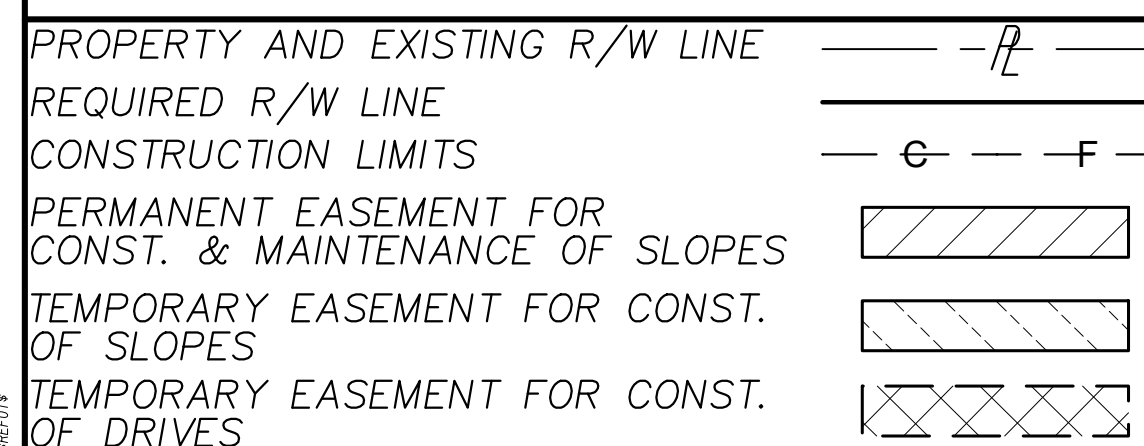 PROPERTY AND EXISTING R/W LINE
PL
REQUIRED R/W LINE
CONSTRUCTION LIMITS
C F
PERMANENT EASEMENT FOR
CONST. & MAINTENANCE OF SLOPES
TEMPORARY EASEMENT FOR CONST.
OF SLOPES
TEMPORARY EASEMENT FOR CONST.
OF DRIVES